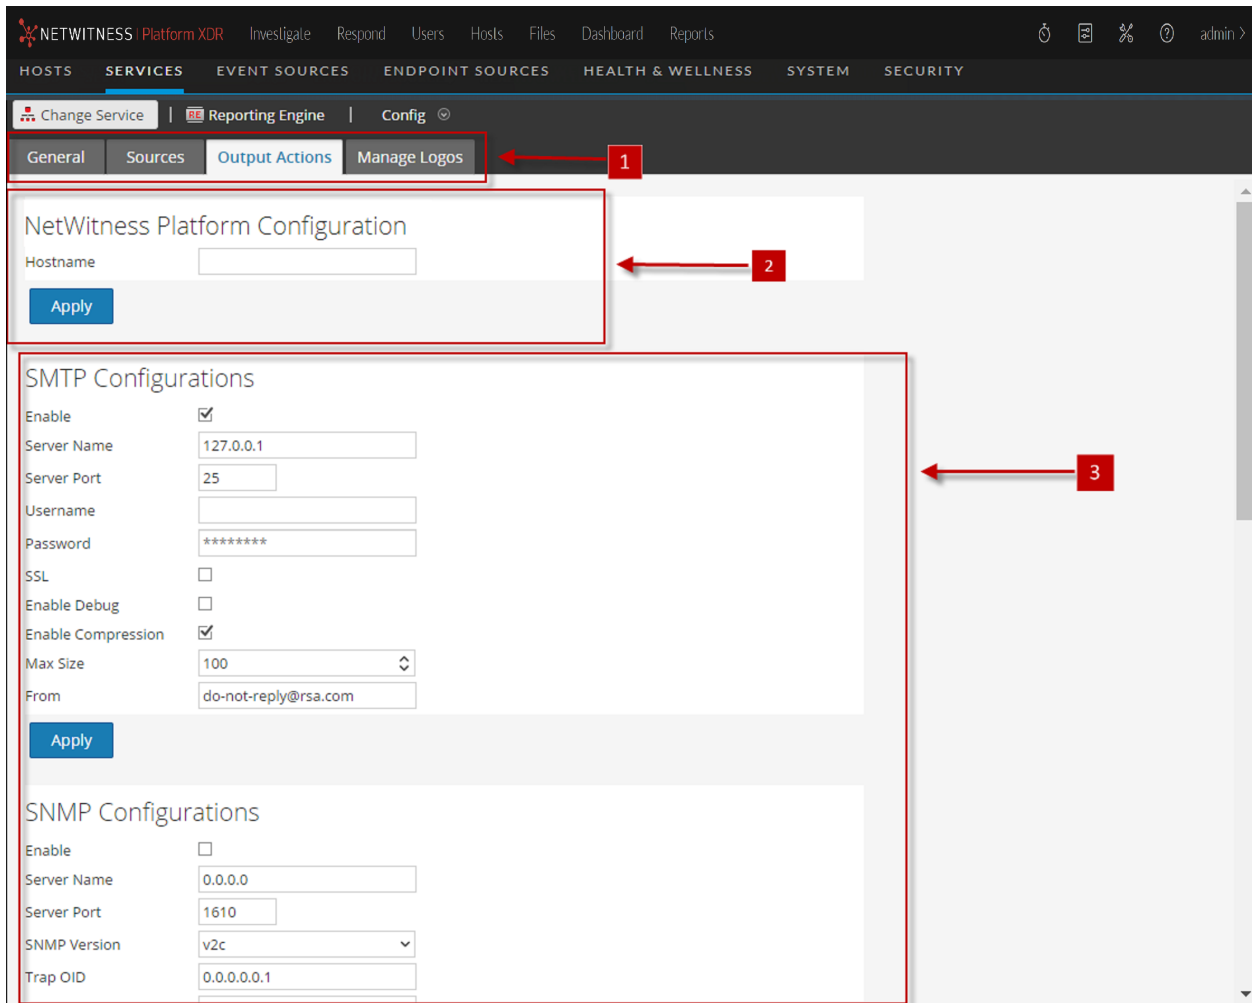 NETWITNESS Platform XDR Investigate Respond Users Hosts Files Dashboard Reports admin >
HOSTS SERVICES EVENT SOURCES ENDPOINT SOURCES HEALTH & WELLNESS SYSTEM SECURITY
Change Service | RE Reporting Engine | Config
General Sources Output Actions Manage Logos
1
NetWitness Platform Configuration
Hostname
2
Apply
SMTP Configurations
Enable
Server Name 127.0.0.1
Server Port 25
3
Username
Password ********
SSL
Enable Debug
Enable Compression
Max Size 100
From do-not-reply@rsa.com
Apply
SNMP Configurations
Enable
Server Name 0.0.0.0
Server Port 1610
SNMP Version v2c
Trap OID 0.0.0.0.0.1